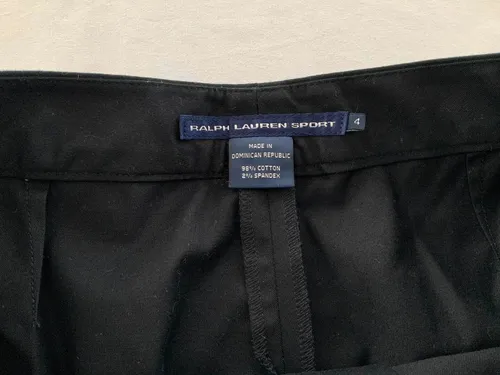 RALPH LAUREN SPORT
4
MADE IN
DOMINICAN REPUBLIC
98% COTTON
2% SPANDEX